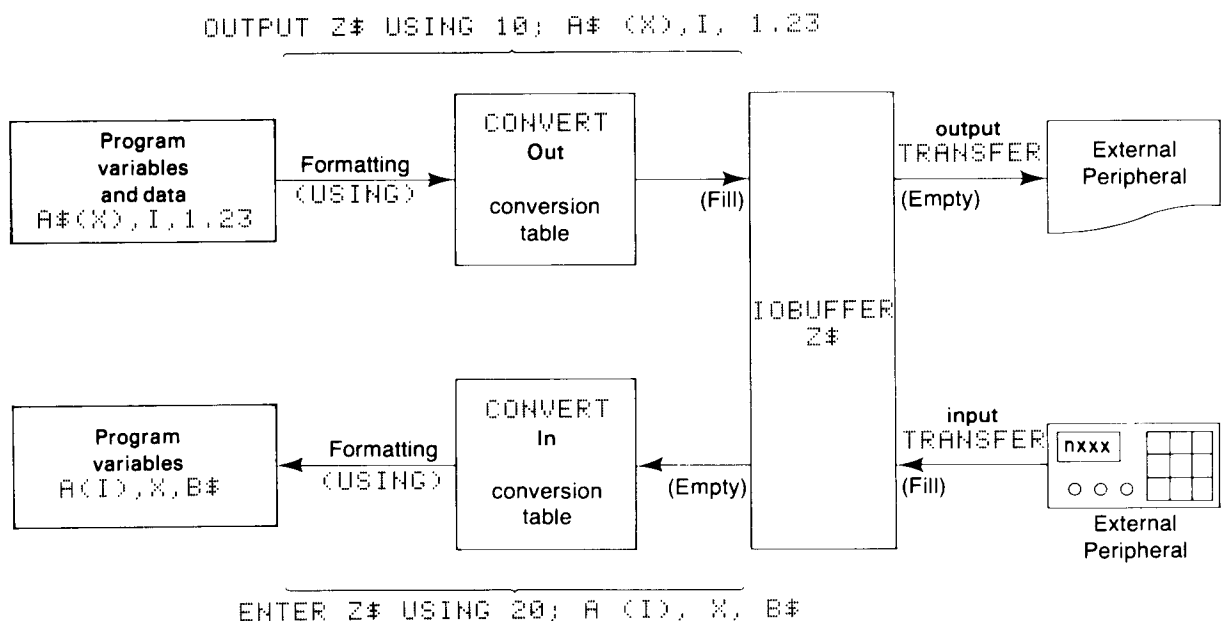 OUTPUT Z$ USING 10; A$ (X),I, 1.23
Program
variables
and data
A$(X),I,1.23
Formatting
(USING)
CONVERT
Out
conversion
table
(Fill)
IOBUFFER
Z$
output
TRANSFER
(Empty)
External
Peripheral
Program
variables
A(I),X,B$
Formatting
(USING)
CONVERT
In
conversion
table
(Empty)
input
TRANSFER
(Fill)
nxxx
External
Peripheral
ENTER Z$ USING 20; A (I), X, B$